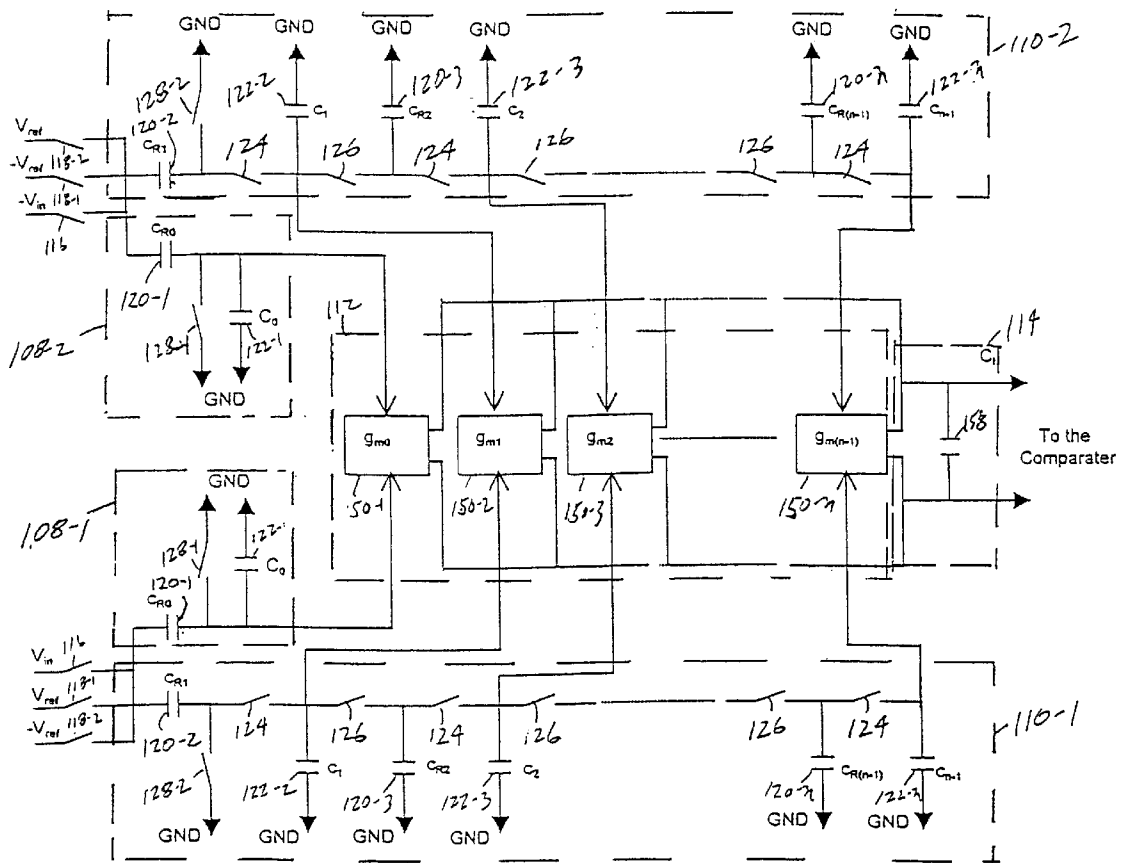 GND GND GND GND GND GND
110-2
128-2 122-2 120-3 122-3 120-n 122-n
120-2 C1 CR2 C2 CR(n-1) Cn-1
Vref CR1 124 126 124 126 126 124
-Vref 118-2
-Vin 118-1
116 CR0
120-1
108-2 128-1 C0 122-1
GND
112 114
C1
gm0 gm1 gm2 gm(n-1) 158
To the
Comparater
150-1 150-2 150-3 150-n
108-1 GND
128-1 122-1
C0
120-1
CR0
Vin 116
Vref 118-1 CR1
-Vref 118-2
120-2 124 126 124 126 126 124 110-1
128-2 C1 CR2 C2 CR(n-1) Cn-1
122-2 120-3 122-3 120-n 122-n
GND GND GND GND GND GND